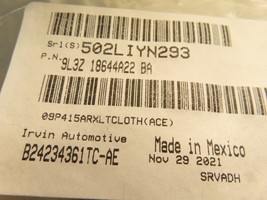 Srl(S) 502LIYN293
P.N. 9L3Z 18644A22 BA
09P415ARXLTCLOTH(ACE)
Irvin Automotive
B24234361TC-AE
Made in Mexico
Nov 29 2021
SRVADH